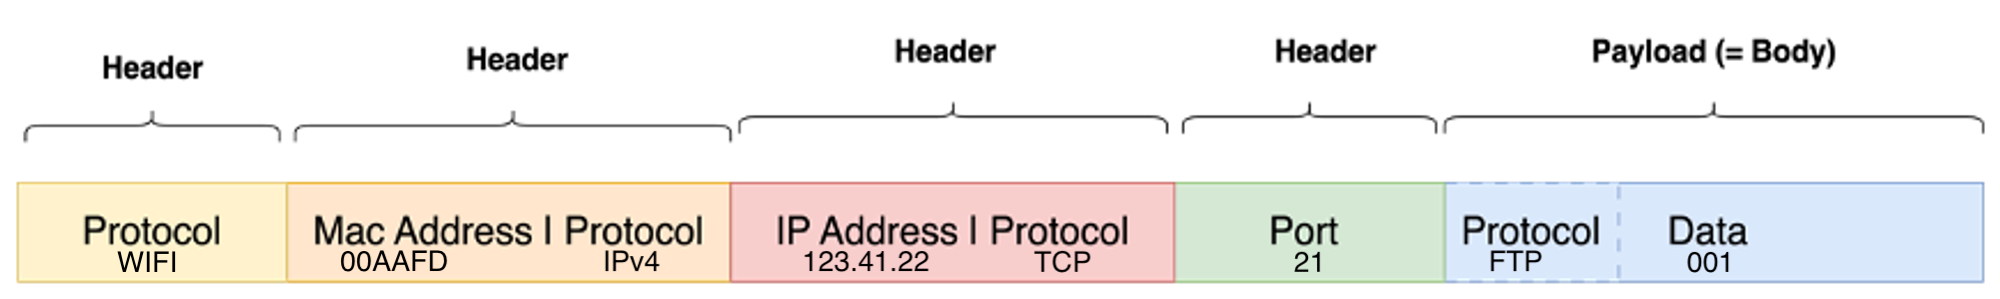 Header
Header
Header
Header
Payload (= Body)
Protocol
WIFI
Mac Address | Protocol
00AAFD IPv4
IP Address | Protocol
123.41.22 TCP
Port
21
Protocol
FTP
Data
001